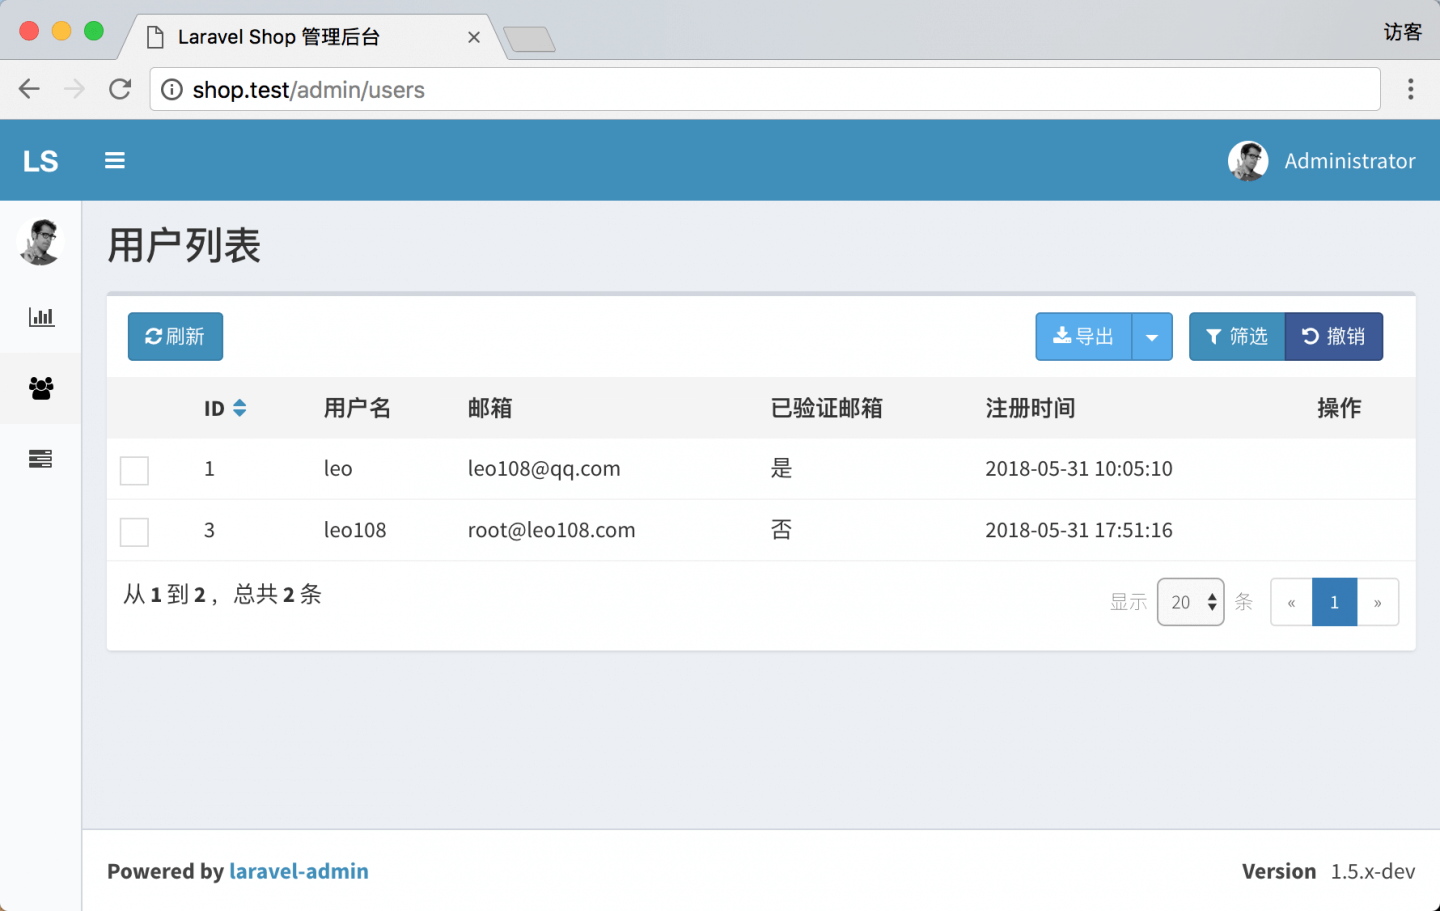 Laravel Shop 管理后台
访客
shop.test/admin/users
LS
Administrator
用户列表
刷新 导出 筛选 撤销
ID 用户名 邮箱 已验证邮箱 注册时间 操作
1 leo leo108@qq.com 是 2018-05-31 10:05:10
3 leo108 root@leo108.com 否 2018-05-31 17:51:16
从 1 到 2 ，总共 2 条 显示 20 条 « 1 »
Powered by laravel-admin Version 1.5.x-dev